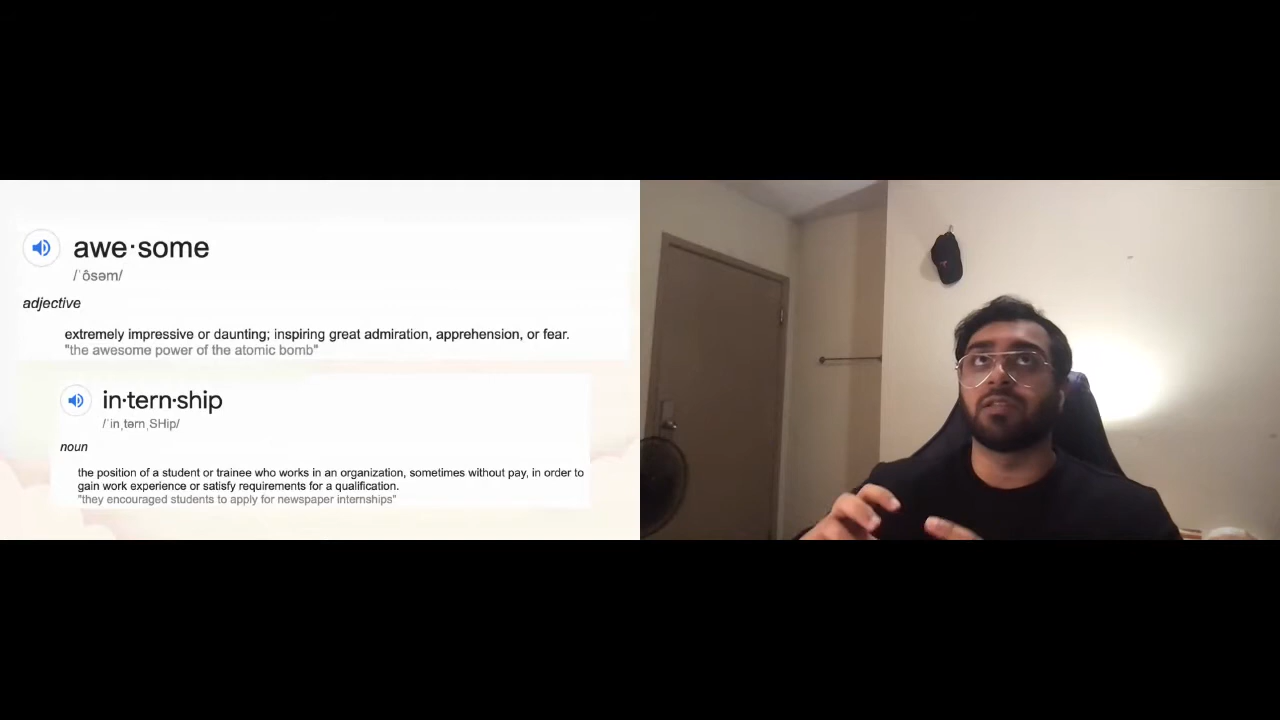 awe·some
/ˈôsəm/
adjective
extremely impressive or daunting; inspiring great admiration, apprehension, or fear.
"the awesome power of the atomic bomb"
in·tern·ship
/ˈinˌtərnˌSHip/
noun
the position of a student or trainee who works in an organization, sometimes without pay, in order to
gain work experience or satisfy requirements for a qualification.
"they encouraged students to apply for newspaper internships"